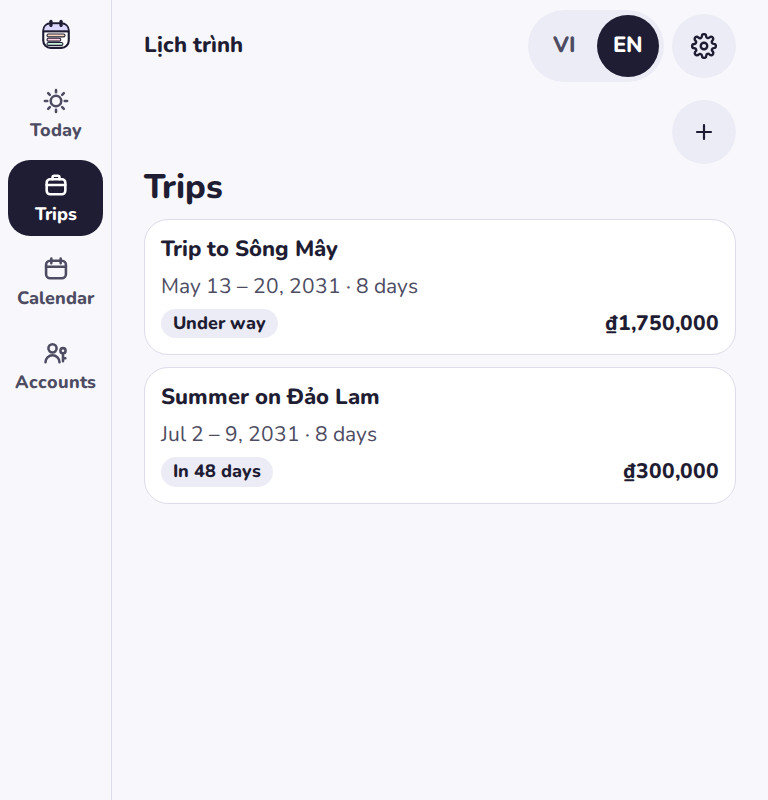 Lịch trình
VI
EN
Today
Trips
Calendar
Accounts
Trips
Trip to Sông Mây
May 13 – 20, 2031 · 8 days
Under way
₫1,750,000
Summer on Đảo Lam
Jul 2 – 9, 2031 · 8 days
In 48 days
₫300,000